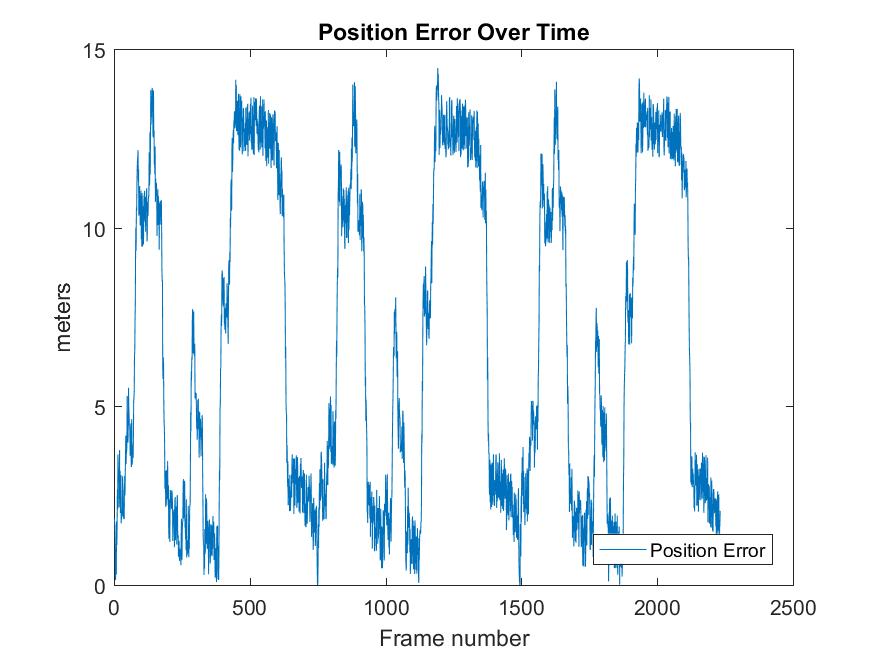 Position Error Over Time
15
10
5
0
meters
0 500 1000 1500 2000 2500
Frame number
Position Error